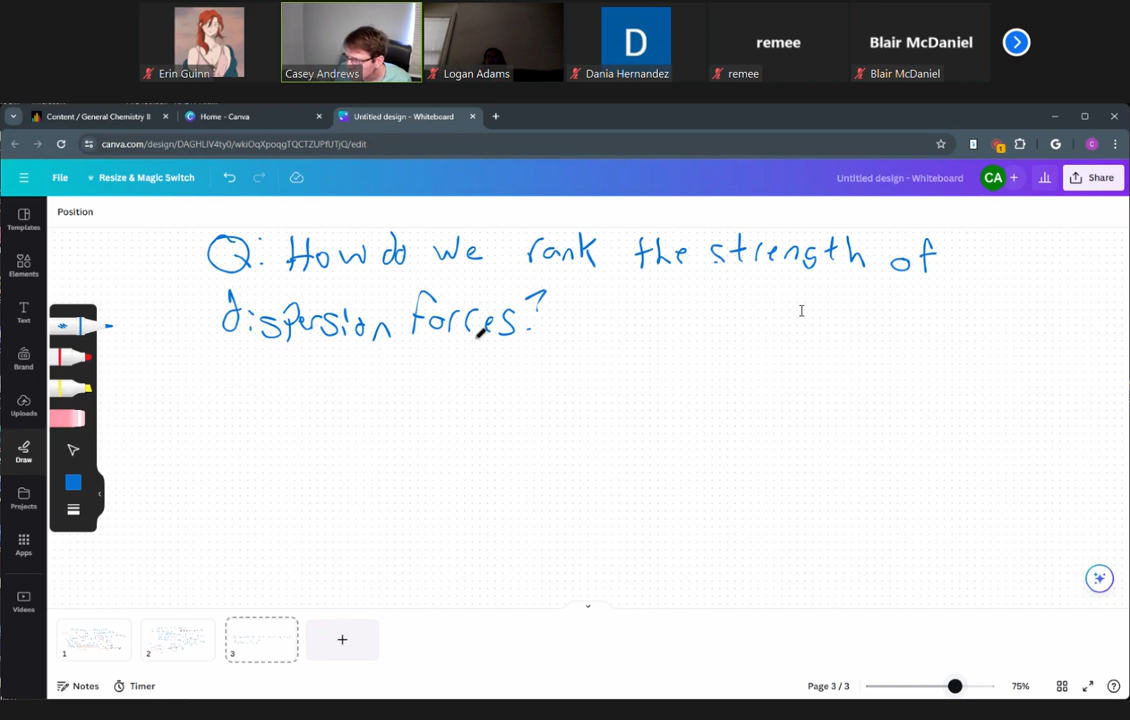 Erin Guinn
Casey Andrews
Logan Adams
D
Dania Hernandez
remee
remee
Blair McDaniel
Blair McDaniel
Content / General Chemistry II
Home - Canva
Untitled design - Whiteboard
canva.com/design/DAGHLIV4ty0/wkiOqXpoqgTQCTZUPfUTjQ/edit
File
Resize & Magic Switch
Untitled design - Whiteboard
CA
Share
Position
Templates
Elements
Text
Brand
Uploads
Draw
Projects
Apps
Videos
Q: How do we rank the strength of
dispersion forces?
1
2
3
Notes
Timer
Page 3 / 3
75%